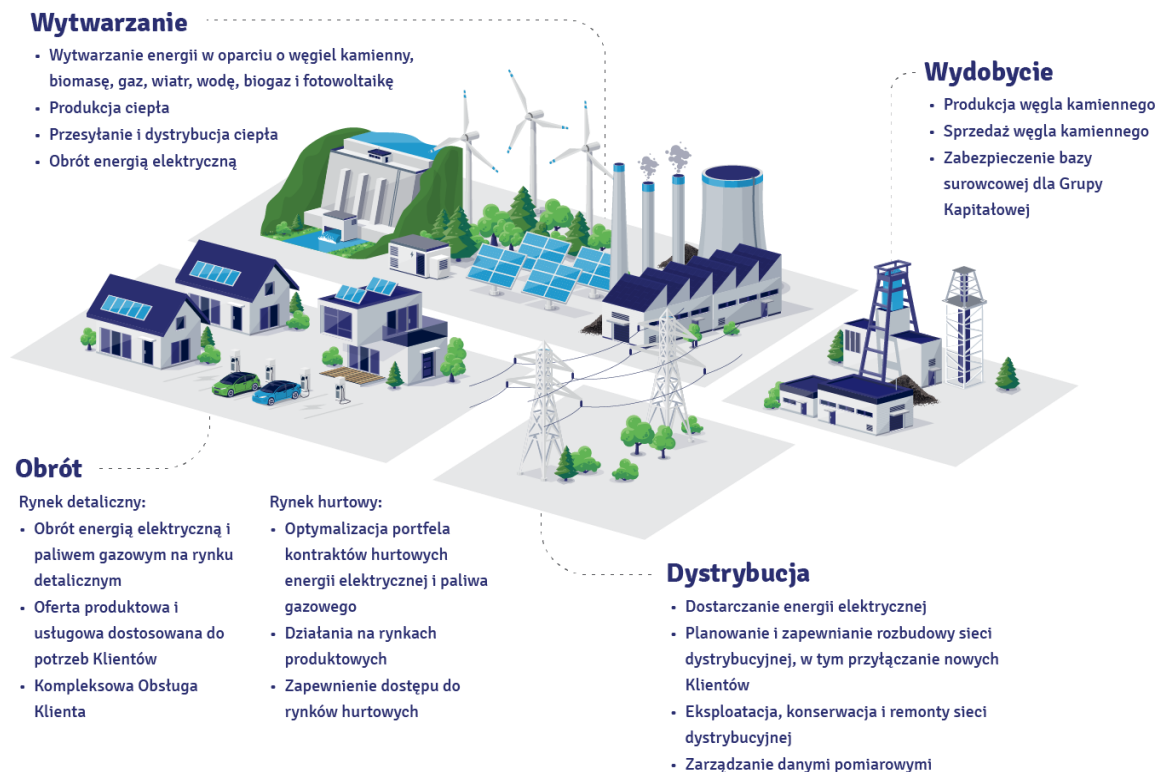 Wytwarzanie
• Wytwarzanie energii w oparciu o węgiel kamienny,
biomasę, gaz, wiatr, wodę, biogaz i fotowoltaikę
• Produkcja ciepła
• Przesyłanie i dystrybucja ciepła
• Obrót energią elektryczną
Wydobycie
• Produkcja węgla kamiennego
• Sprzedaż węgla kamiennego
• Zabezpieczenie bazy
surowcowej dla Grupy
Kapitałowej
Obrót
Rynek detaliczny:
• Obrót energią elektryczną i
paliwem gazowym na rynku
detalicznym
• Oferta produktowa i
usługowa dostosowana do
potrzeb Klientów
• Kompleksowa Obsługa
Klienta
Rynek hurtowy:
• Optymalizacja portfela
kontraktów hurtowych
energii elektrycznej i paliwa
gazowego
• Działania na rynkach
produktowych
• Zapewnienie dostępu do
rynków hurtowych
Dystrybucja
• Dostarczanie energii elektrycznej
• Planowanie i zapewnianie rozbudowy sieci
dystrybucyjnej, w tym przyłączanie nowych
Klientów
• Eksploatacja, konserwacja i remonty sieci
dystrybucyjnej
• Zarządzanie danymi pomiarowymi